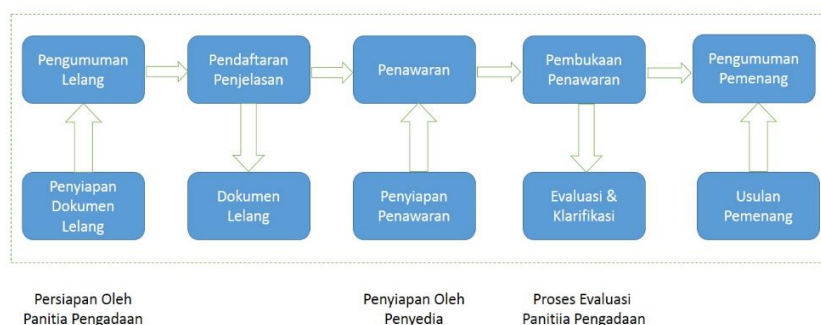 Pengumuman
Lelang
Pendaftaran
Penjelasan
Penawaran
Pembukaan
Penawaran
Pengumuman
Pemenang
Penyiapan
Dokumen
Lelang
Dokumen
Lelang
Penyiapan
Penawaran
Evaluasi &
Klarifikasi
Usulan
Pemenang
Persiapan Oleh
Panitia Pengadaan
Penyiapan Oleh
Penyedia
Proses Evaluasi
Panitiia Pengadaan